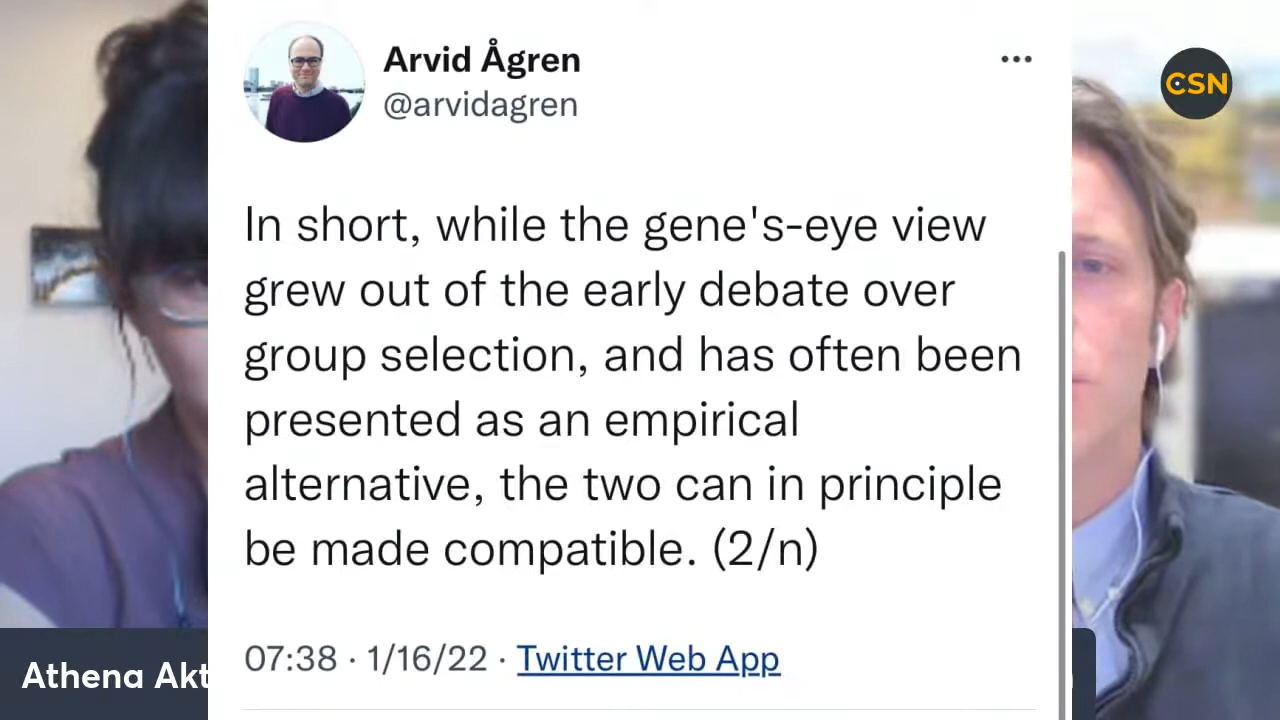 Arvid Ågren
@arvidagren
CSN
In short, while the gene's-eye view
grew out of the early debate over
group selection, and has often been
presented as an empirical
alternative, the two can in principle
be made compatible. (2/n)
07:38 · 1/16/22 · Twitter Web App
Athena Akt